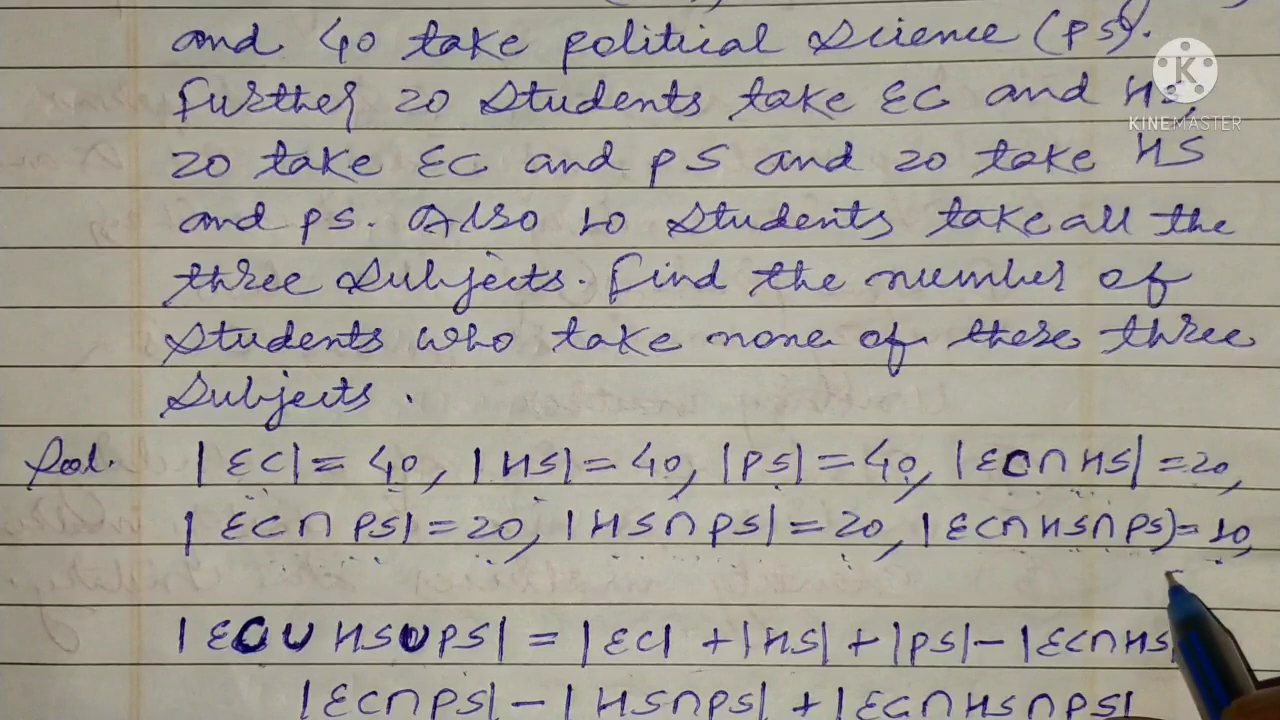 and 40 take political Science (PS).
Further 20 Students take EC and HS,
KINEMASTER
20 take EC and PS and 20 take HS
and PS. Also 10 Students take all the
three Subjects. Find the number of
Students who take none of these three
Subjects.
Sol. |EC| = 40, |HS| = 40, |PS| = 40, |EC∩HS| = 20,
|EC∩PS| = 20, |HS∩PS| = 20, |EC∩HS∩PS) = 10,
|EC∪HS∪PS| = |EC| + |HS| + |PS| - |EC∩HS
|EC∩PS| - |HS∩PS| + |EC∩HS∩PS|